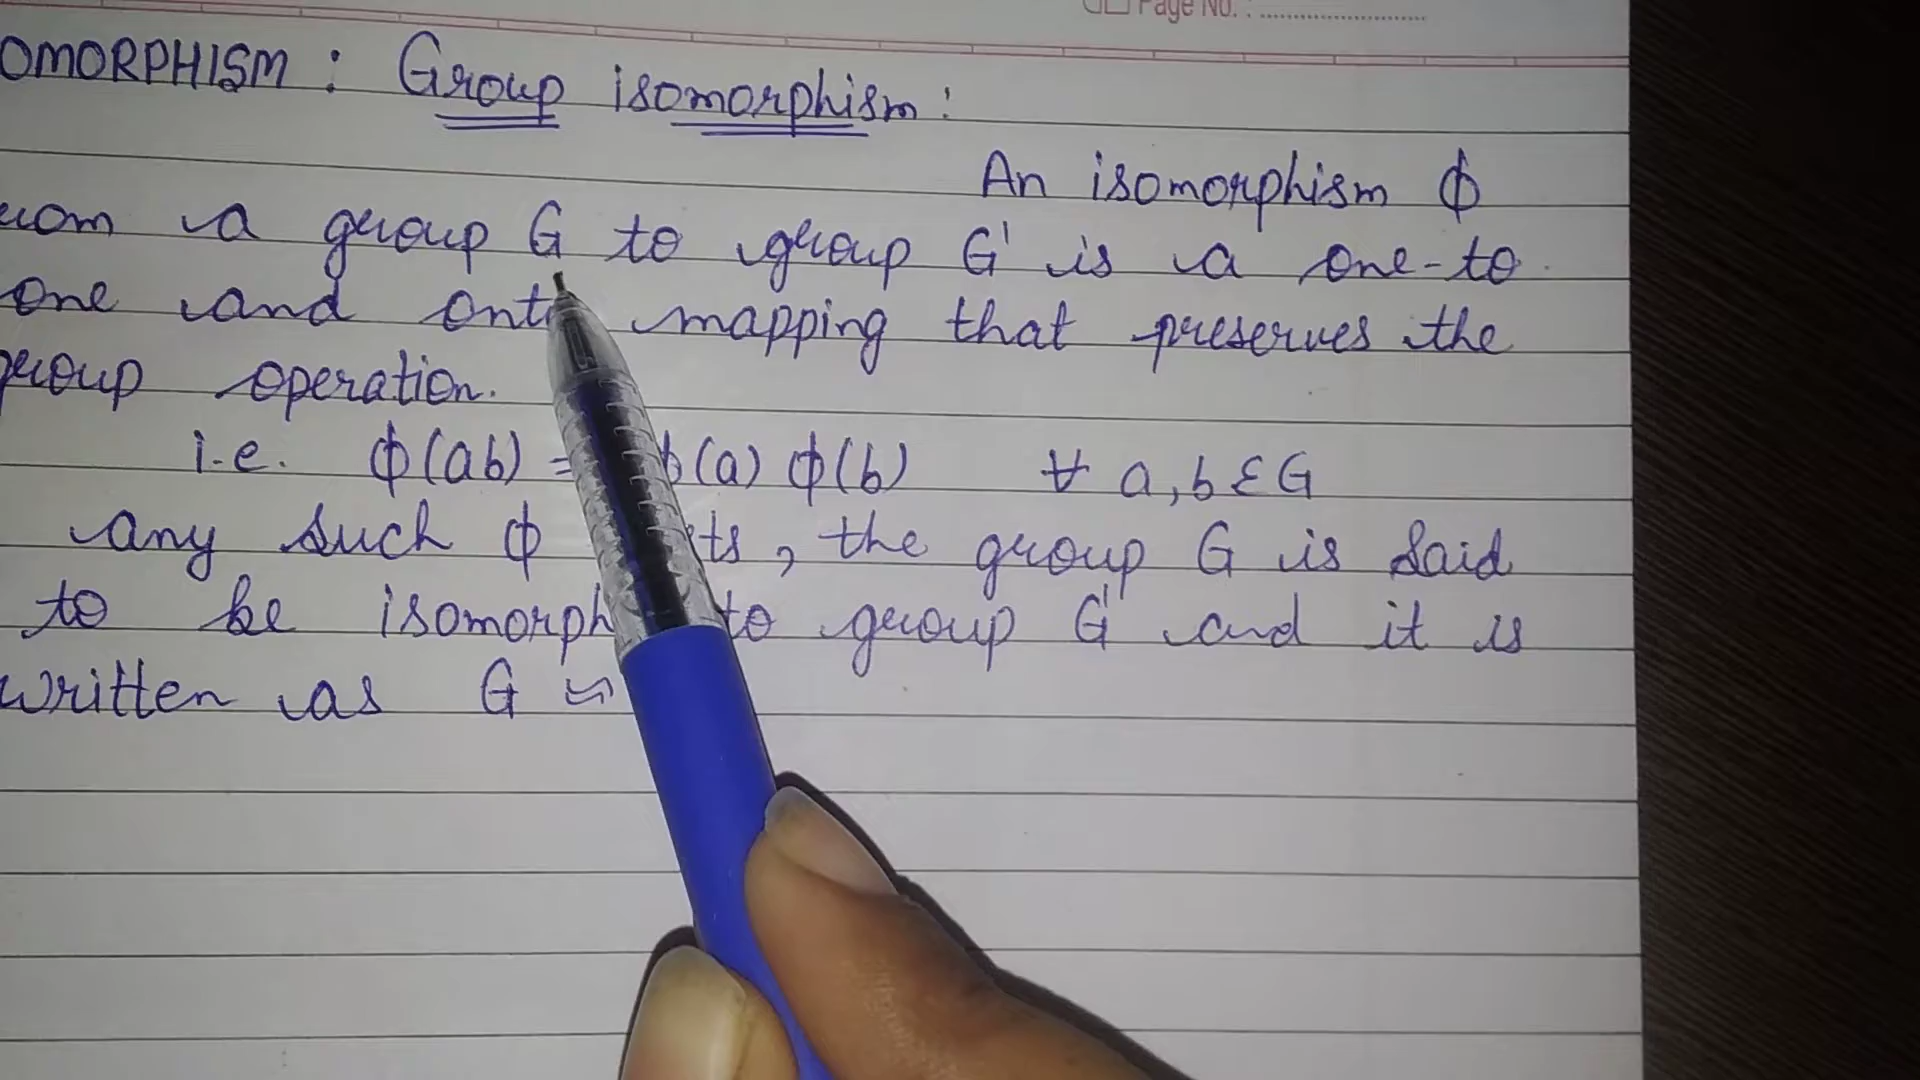 Page No. :
OMORPHISM : Group isomorphism :
An isomorphism ϕ
rom a group G to group G' is a one-to
one and onto mapping that preserves the
group operation.
i.e. ϕ(ab) = ϕ(a) ϕ(b) ∀ a, b ε G
any such ϕ , the group G is said
to be isomorph to group G' and it is
written as G ≈